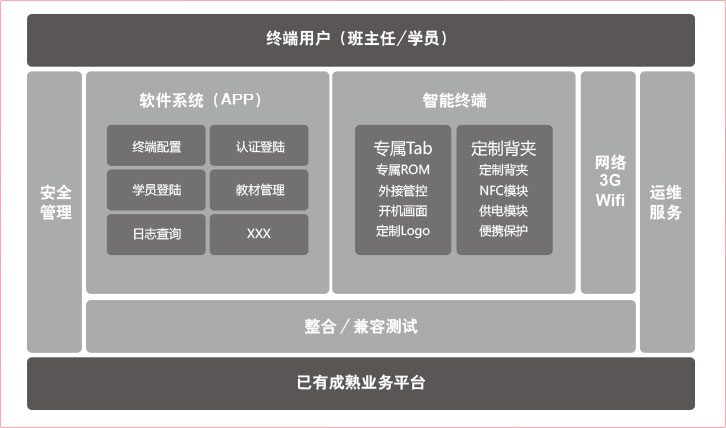 终端用户（班主任/学员）
安全
管理
软件系统（APP）
终端配置
认证登陆
学员登陆
教材管理
日志查询
XXX
智能终端
专属Tab
专属ROM
外接管控
开机画面
定制Logo
定制背夹
定制背夹
NFC模块
供电模块
便携保护
网络
3G
Wifi
运维
服务
整合/兼容测试
已有成熟业务平台